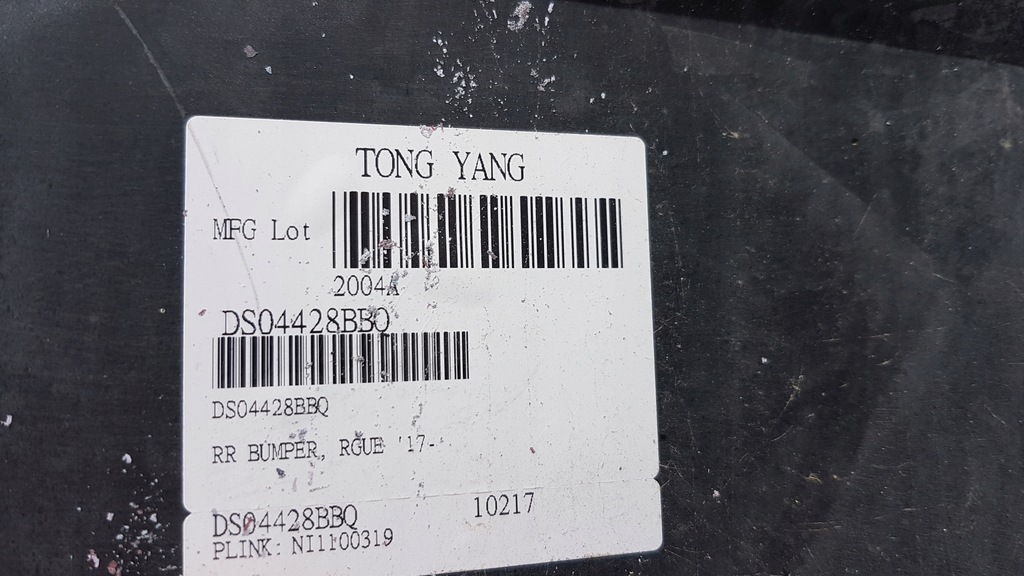 TONG YANG
MFG Lot
2004A
DS04428BBQ
DS04428BBQ
RR BUMPER, RGUE '17-
DS04428BBQ 10217
PLINK: NI1100319